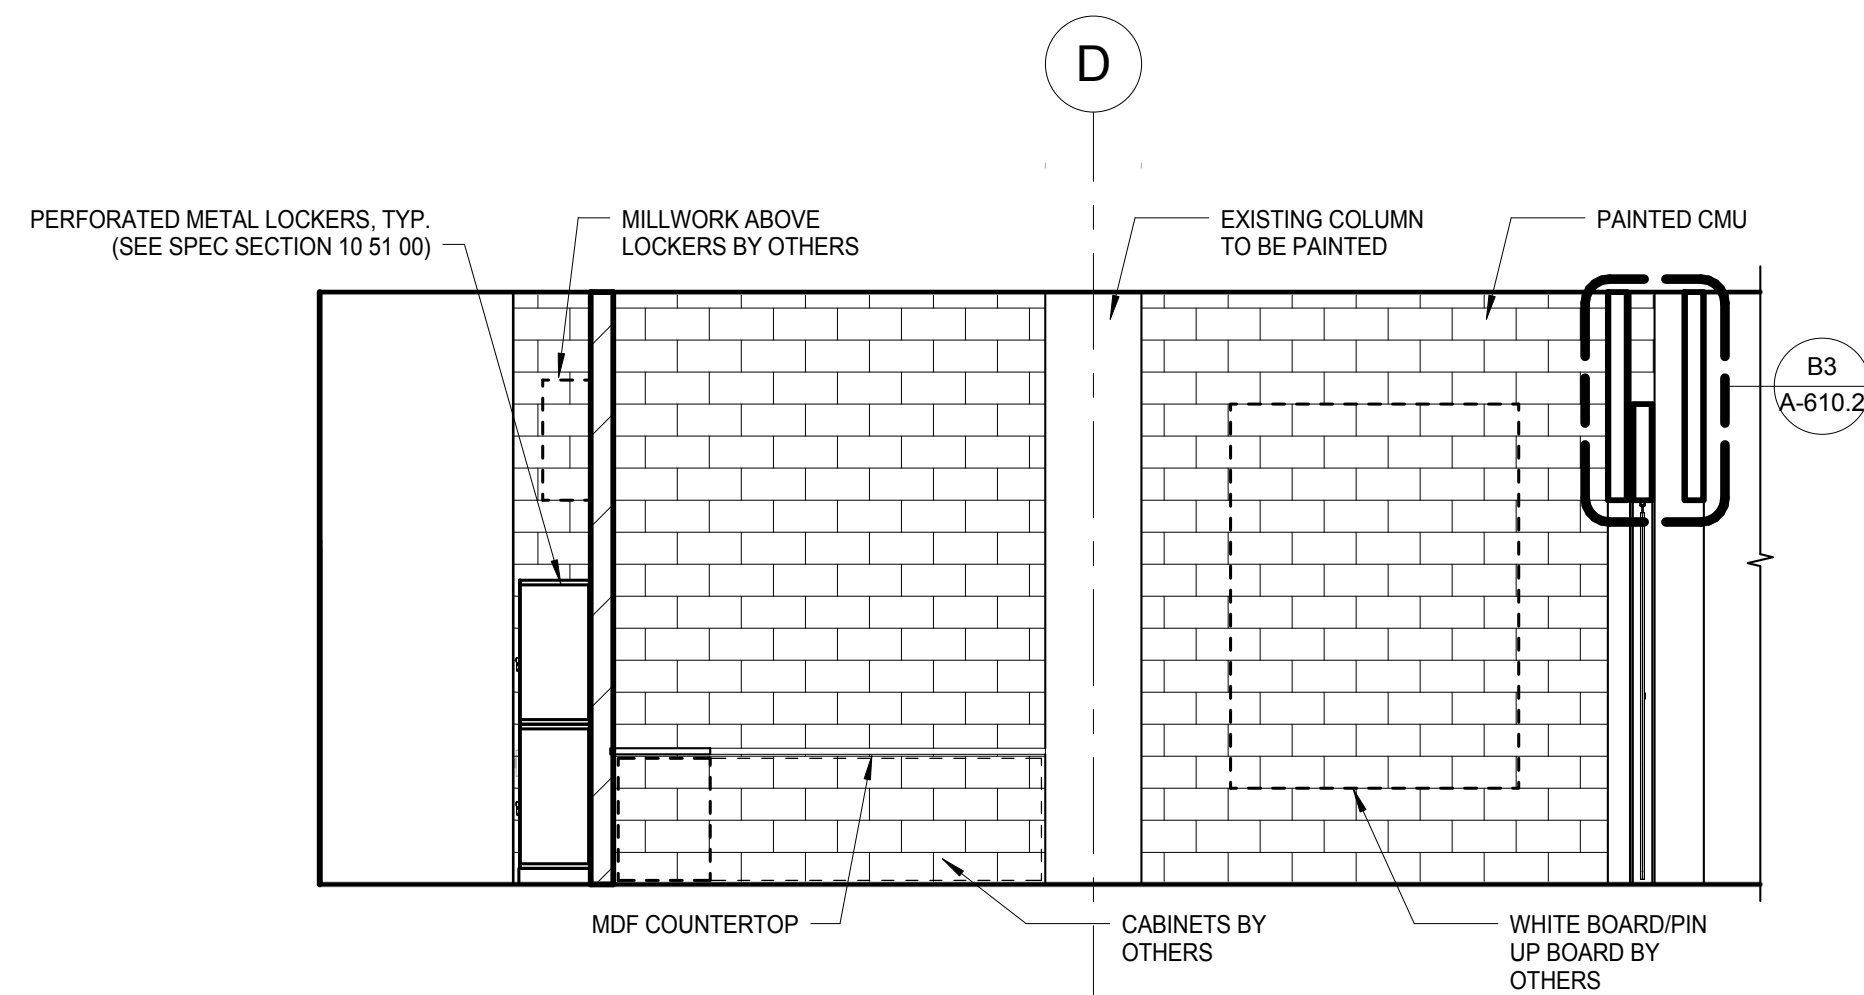 D
PERFORATED METAL LOCKERS, TYP.
(SEE SPEC SECTION 10 51 00)
MILLWORK ABOVE
LOCKERS BY OTHERS
EXISTING COLUMN
TO BE PAINTED
PAINTED CMU
B3
A-610.2
MDF COUNTERTOP
CABINETS BY
OTHERS
WHITE BOARD/PIN
UP BOARD BY
OTHERS